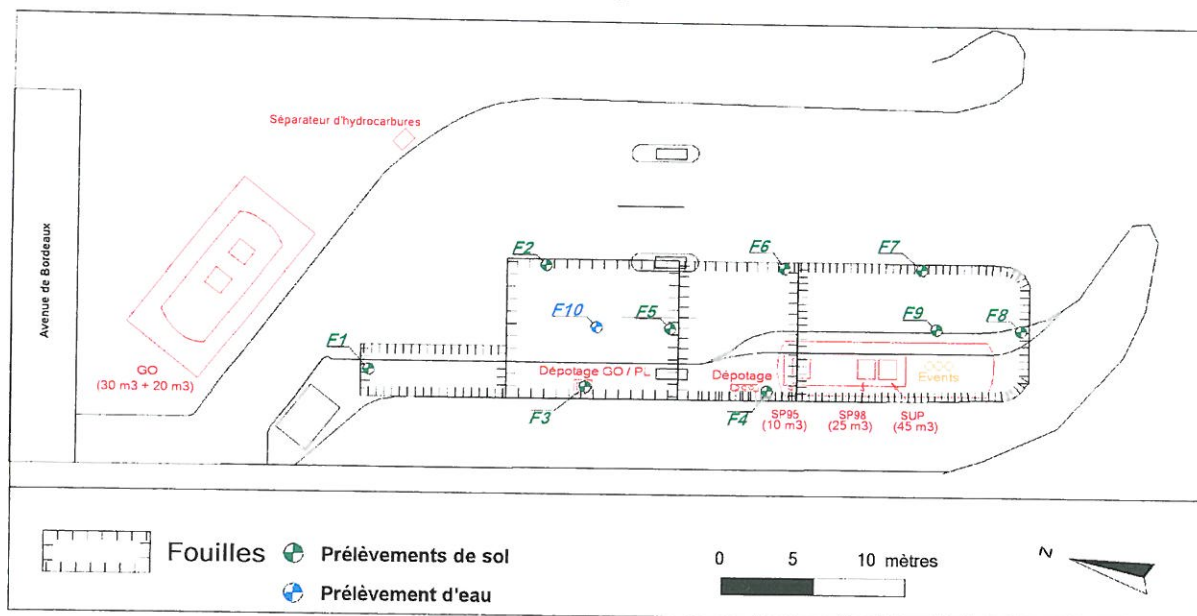 Séparateur d'hydrocarbures
Avenue de Bordeaux
GO
(30 m3 + 20 m3)
F1
F2
F10
F5
F6
F7
F9
F8
Dépotage GO / PL
F3
Dépotage
F4
Events
SP95
(10 m3)
SP98
(25 m3)
SUP
(45 m3)
Fouilles
Prélèvements de sol
Prélèvement d'eau
0 5 10 mètres
N